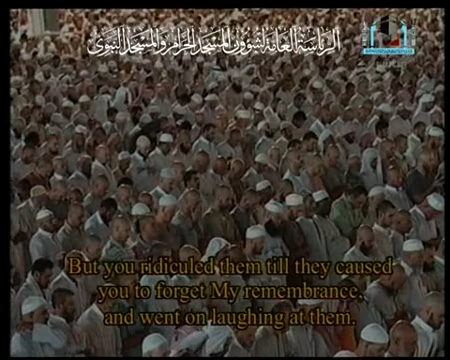 الرئاسة العامة لشؤون المسجد الحرام والمسجد النبوي
But you ridiculed them till they caused
you to forget My remembrance,
and went on laughing at them.